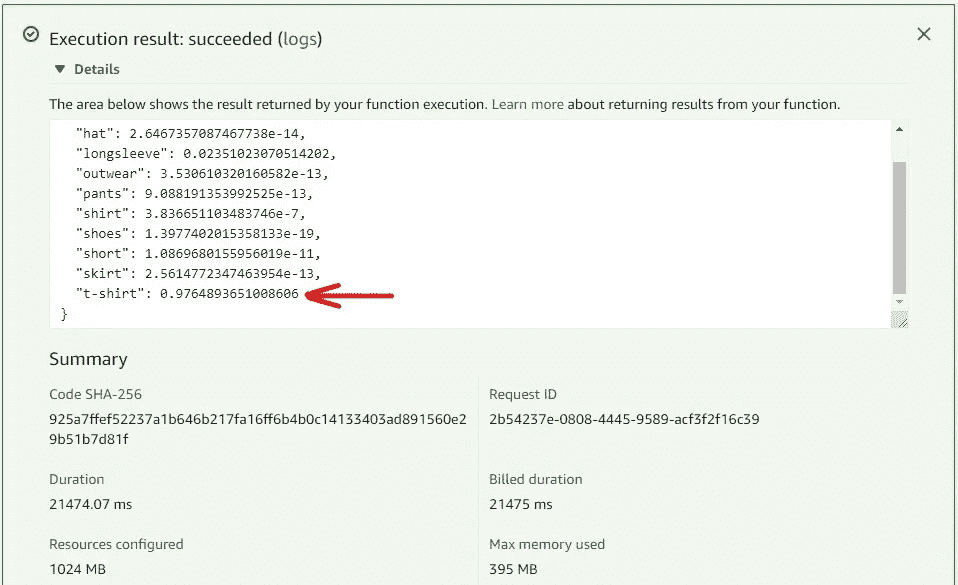 Execution result: succeeded (logs)
Details
The area below shows the result returned by your function execution. Learn more about returning results from your function.
"hat": 2.6467357087467738e-14,
"longsleeve": 0.02351023070514202,
"outwear": 3.530610320160582e-13,
"pants": 9.088191353992525e-13,
"shirt": 3.836651103483746e-7,
"shoes": 1.3977402015358133e-19,
"short": 1.0869680155956019e-11,
"skirt": 2.5614772347463954e-13,
"t-shirt": 0.9764893651008606
}
Summary
Code SHA-256
Request ID
925a7ffef52237a1b646b217fa16ff6b4b0c14133403ad891560e2
9b51b7d81f
2b54237e-0808-4445-9589-acf3f2f16c39
Duration
Billed duration
21474.07 ms
21475 ms
Resources configured
Max memory used
1024 MB
395 MB